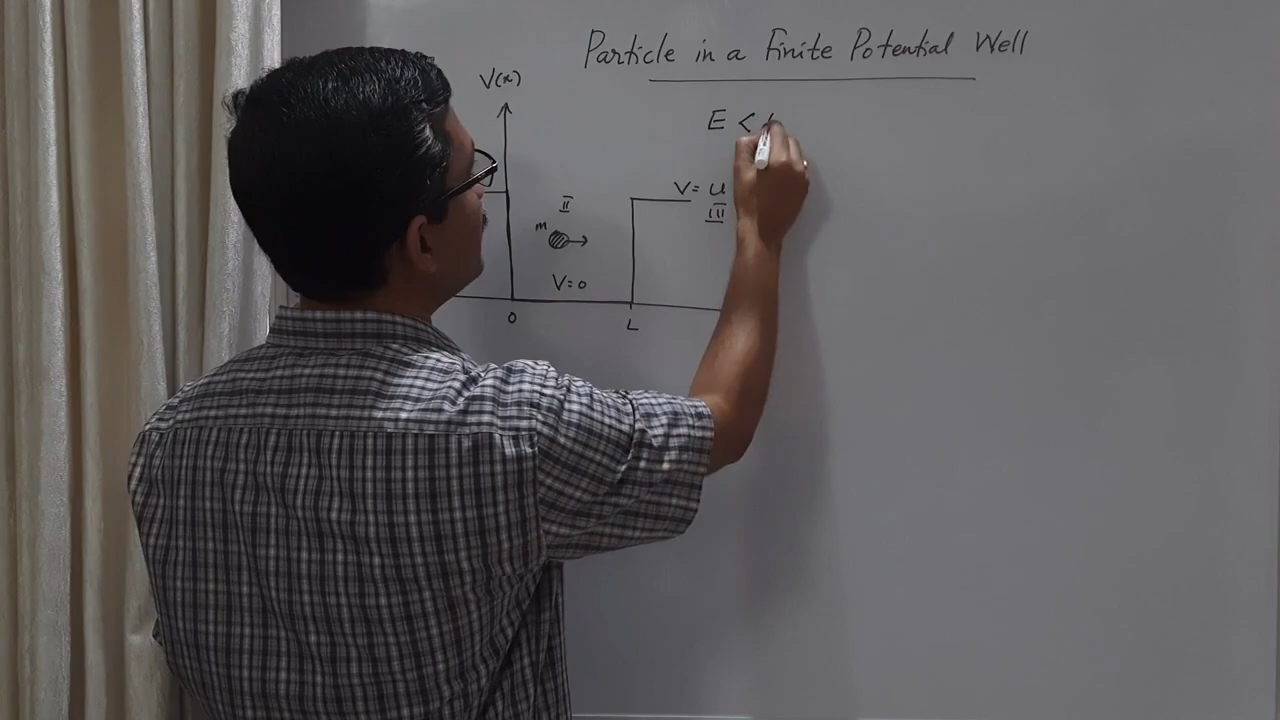 Particle in a Finite Potential Well
V(x)
E <
V = U
II
III
m
V = 0
0
L